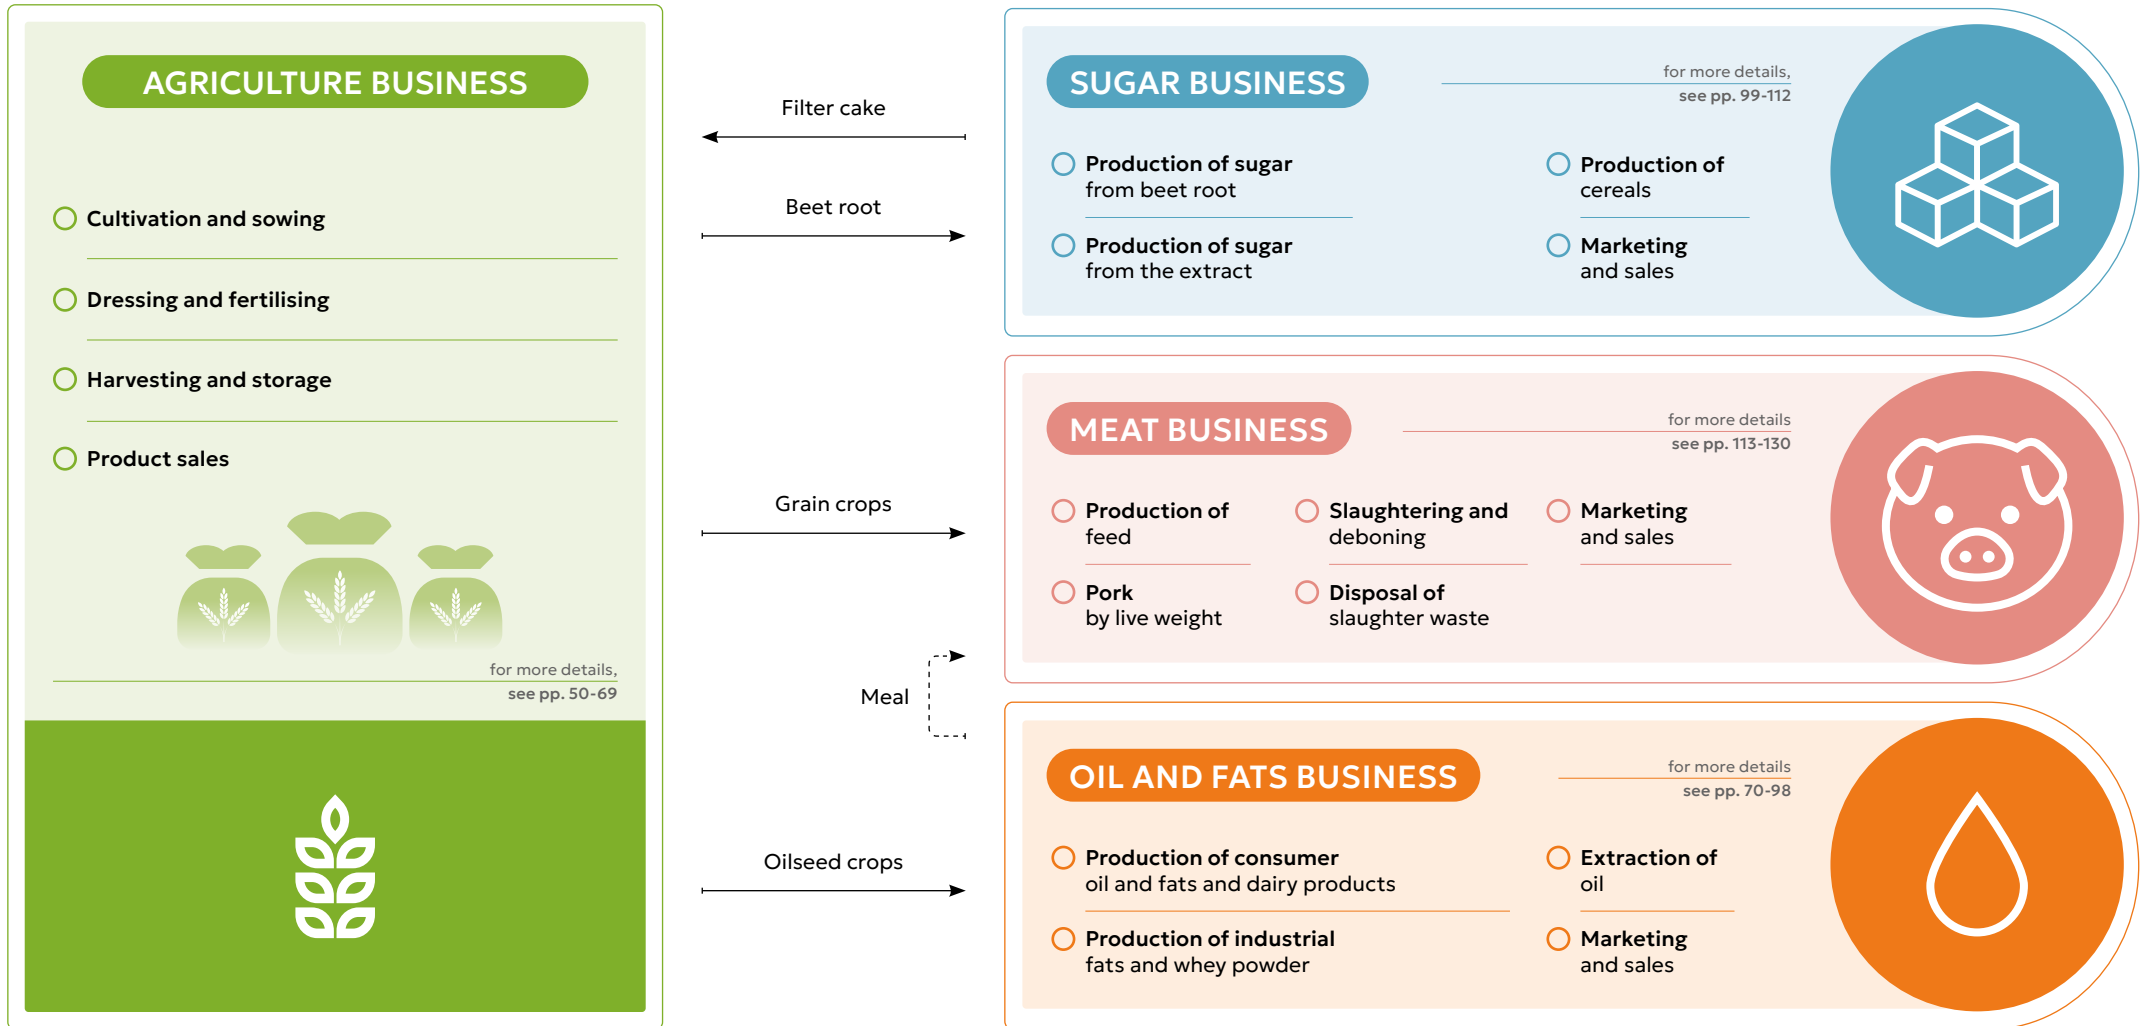 AGRICULTURE BUSINESS
Cultivation and sowing
Dressing and fertilising
Harvesting and storage
Product sales
for more details,
see pp. 50-69
Filter cake
Beet root
Grain crops
Meal
Oilseed crops
SUGAR BUSINESS
for more details,
see pp. 99-112
Production of sugar
from beet root
Production of sugar
from the extract
Production of
cereals
Marketing
and sales
MEAT BUSINESS
for more details
see pp. 113-130
Production of
feed
Pork
by live weight
Slaughtering and
deboning
Disposal of
slaughter waste
Marketing
and sales
OIL AND FATS BUSINESS
for more details
see pp. 70-98
Production of consumer
oil and fats and dairy products
Production of industrial
fats and whey powder
Extraction of
oil
Marketing
and sales